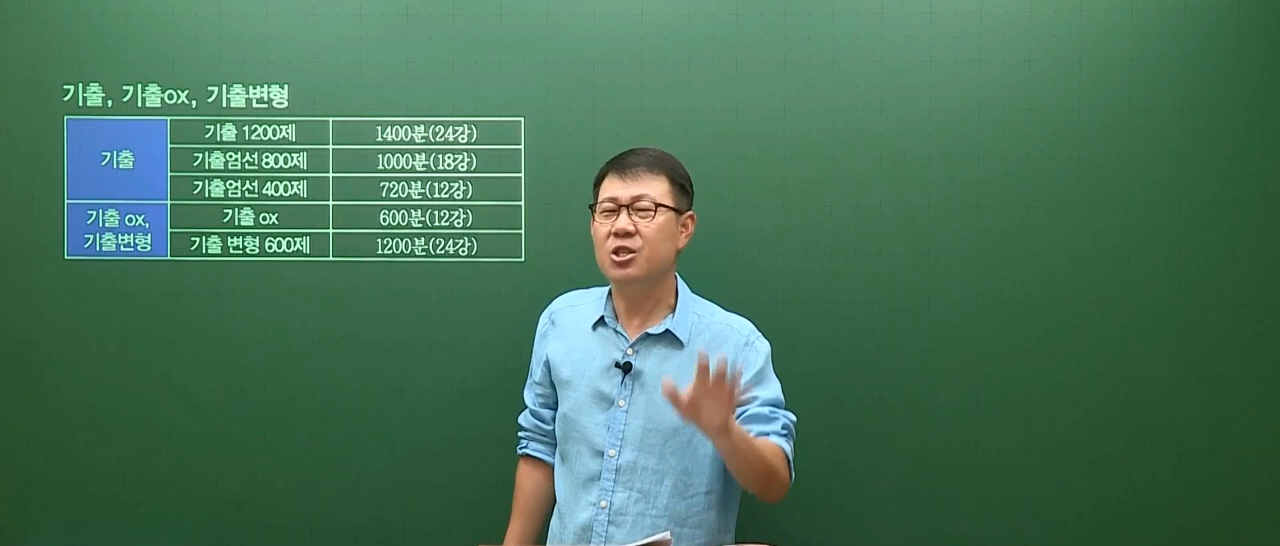 기출, 기출ox, 기출변형
기출
기출 1200제 1400분(24강)
기출엄선 800제 1000분(18강)
기출엄선 400제 720분(12강)
기출 ox,
기출변형
기출 ox 600분(12강)
기출 변형 600제 1200분(24강)